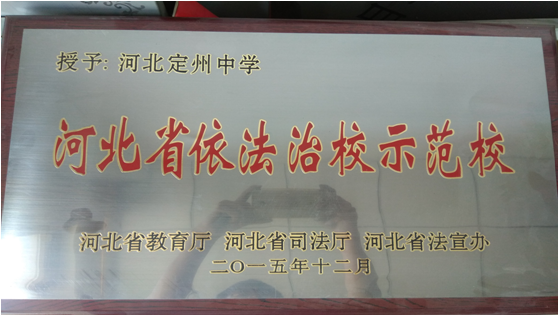 授予: 河北定州中学
河北省依法治校示范校
河北省教育厅 河北省司法厅 河北省法宣办
二〇一五年十二月